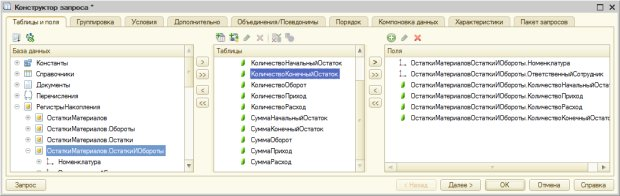 Конструктор запроса *
Таблицы и поля
Группировка
Условия
Дополнительно
Объединения/Псевдонимы
Порядок
Компоновка данных
Характеристики
Пакет запросов
База данных
Константы
Справочники
Документы
Перечисления
РегистрыНакопления
ОстаткиМатериалов
ОстаткиМатериалов.Обороты
ОстаткиМатериалов.Остатки
ОстаткиМатериалов.ОстаткиИОбороты
Номенклатура
>
>>
<
<<
Таблицы
КоличествоНачальныйОстаток
КоличествоКонечныйОстаток
КоличествоОборот
КоличествоПриход
КоличествоРасход
СуммаНачальныйОстаток
СуммаКонечныйОстаток
СуммаОборот
СуммаПриход
СуммаРасход
>
>>
<
<<
Поля
ОстаткиМатериаловОстаткиИОбороты.Номенклатура
ОстаткиМатериаловОстаткиИОбороты.ОтветственныйСотрудник
ОстаткиМатериаловОстаткиИОбороты.КоличествоНачальныйОстат
ОстаткиМатериаловОстаткиИОбороты.КоличествоПриход
ОстаткиМатериаловОстаткиИОбороты.КоличествоРасход
ОстаткиМатериаловОстаткиИОбороты.КоличествоКонечныйОстато
Запрос
< Назад
Далее >
OK
Отмена
Справка